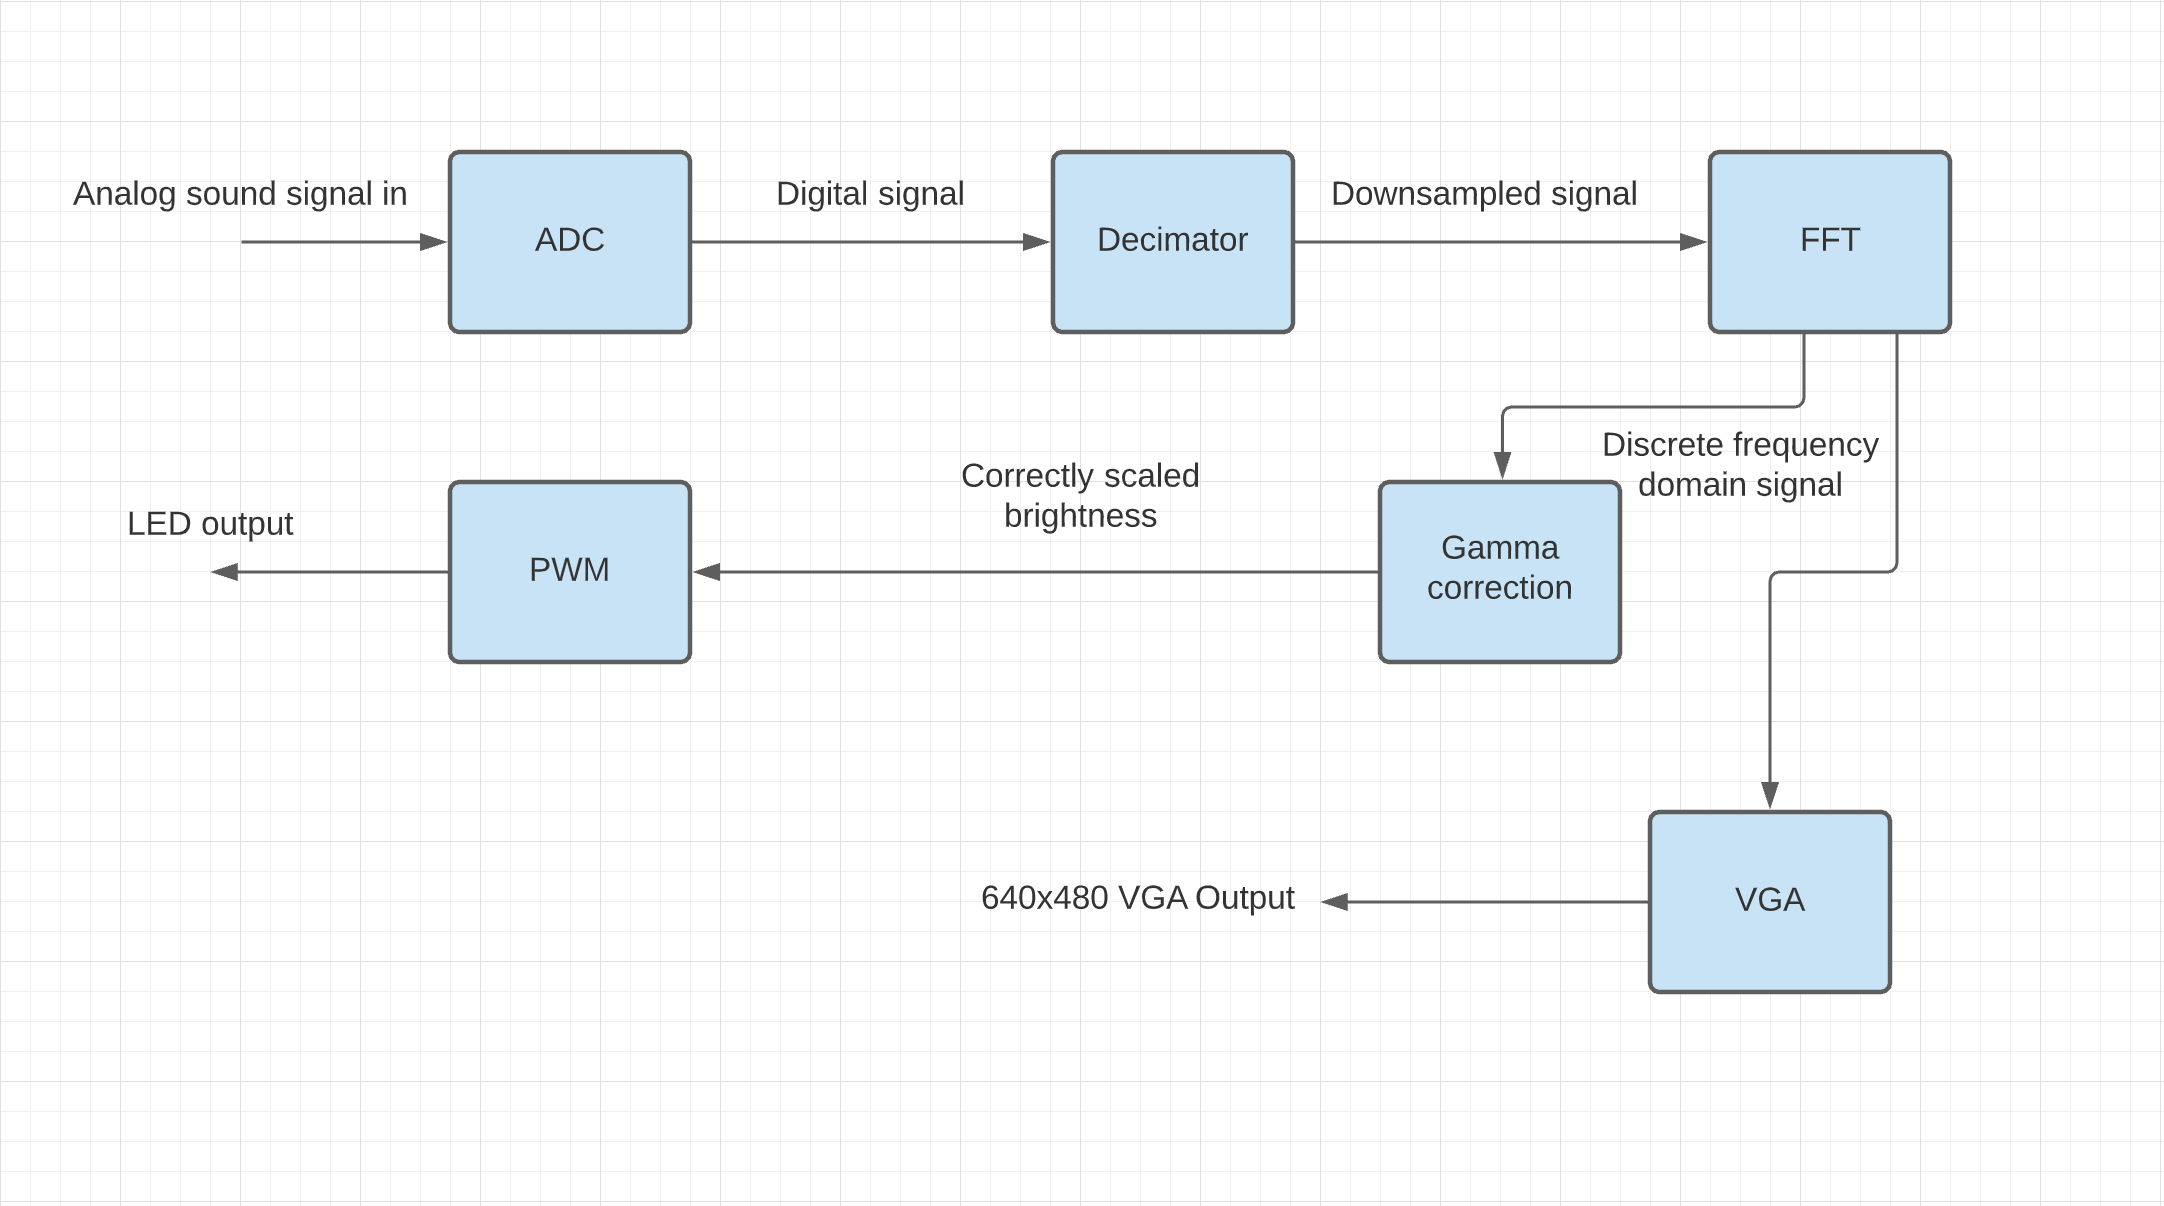 Analog sound signal in
ADC
Digital signal
Decimator
Downsampled signal
FFT
Discrete frequency
domain signal
Gamma
correction
Correctly scaled
brightness
PWM
LED output
VGA
640x480 VGA Output